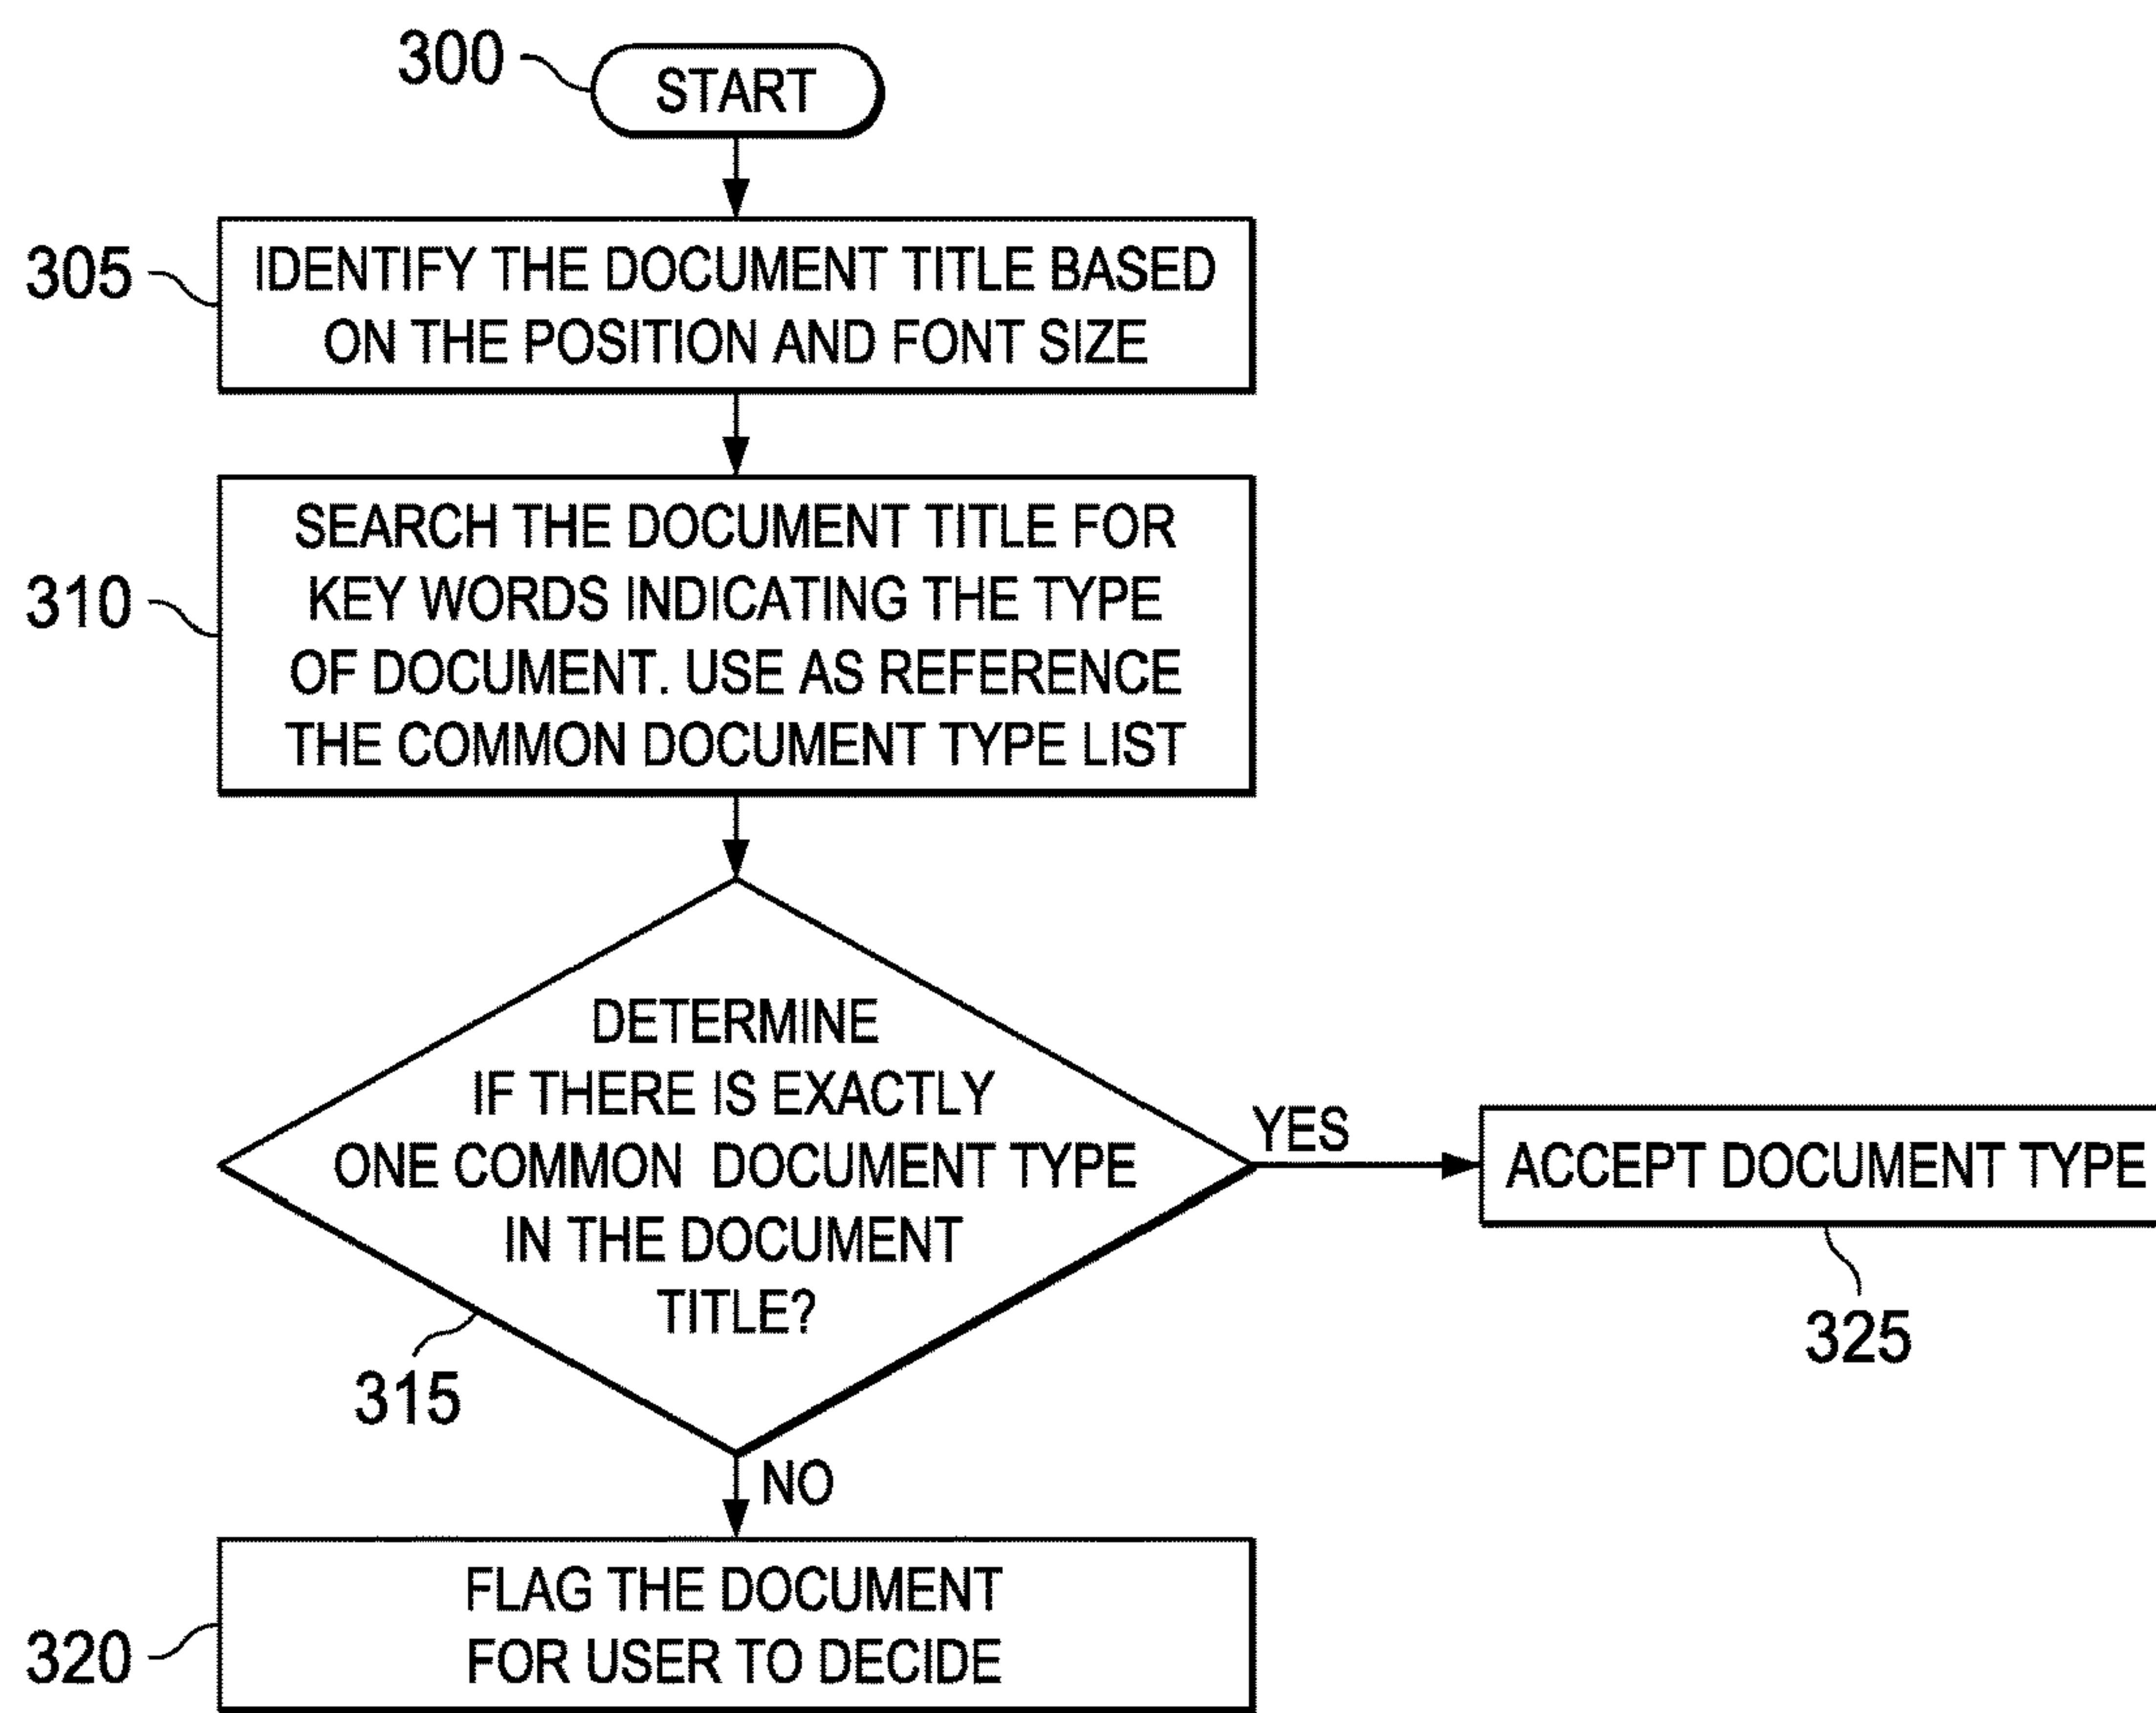 300
START
305
IDENTIFY THE DOCUMENT TITLE BASED
ON THE POSITION AND FONT SIZE
310
SEARCH THE DOCUMENT TITLE FOR
KEY WORDS INDICATING THE TYPE
OF DOCUMENT. USE AS REFERENCE
THE COMMON DOCUMENT TYPE LIST
DETERMINE
IF THERE IS EXACTLY
ONE COMMON DOCUMENT TYPE
IN THE DOCUMENT
TITLE?
315
YES
ACCEPT DOCUMENT TYPE
325
NO
320
FLAG THE DOCUMENT
FOR USER TO DECIDE